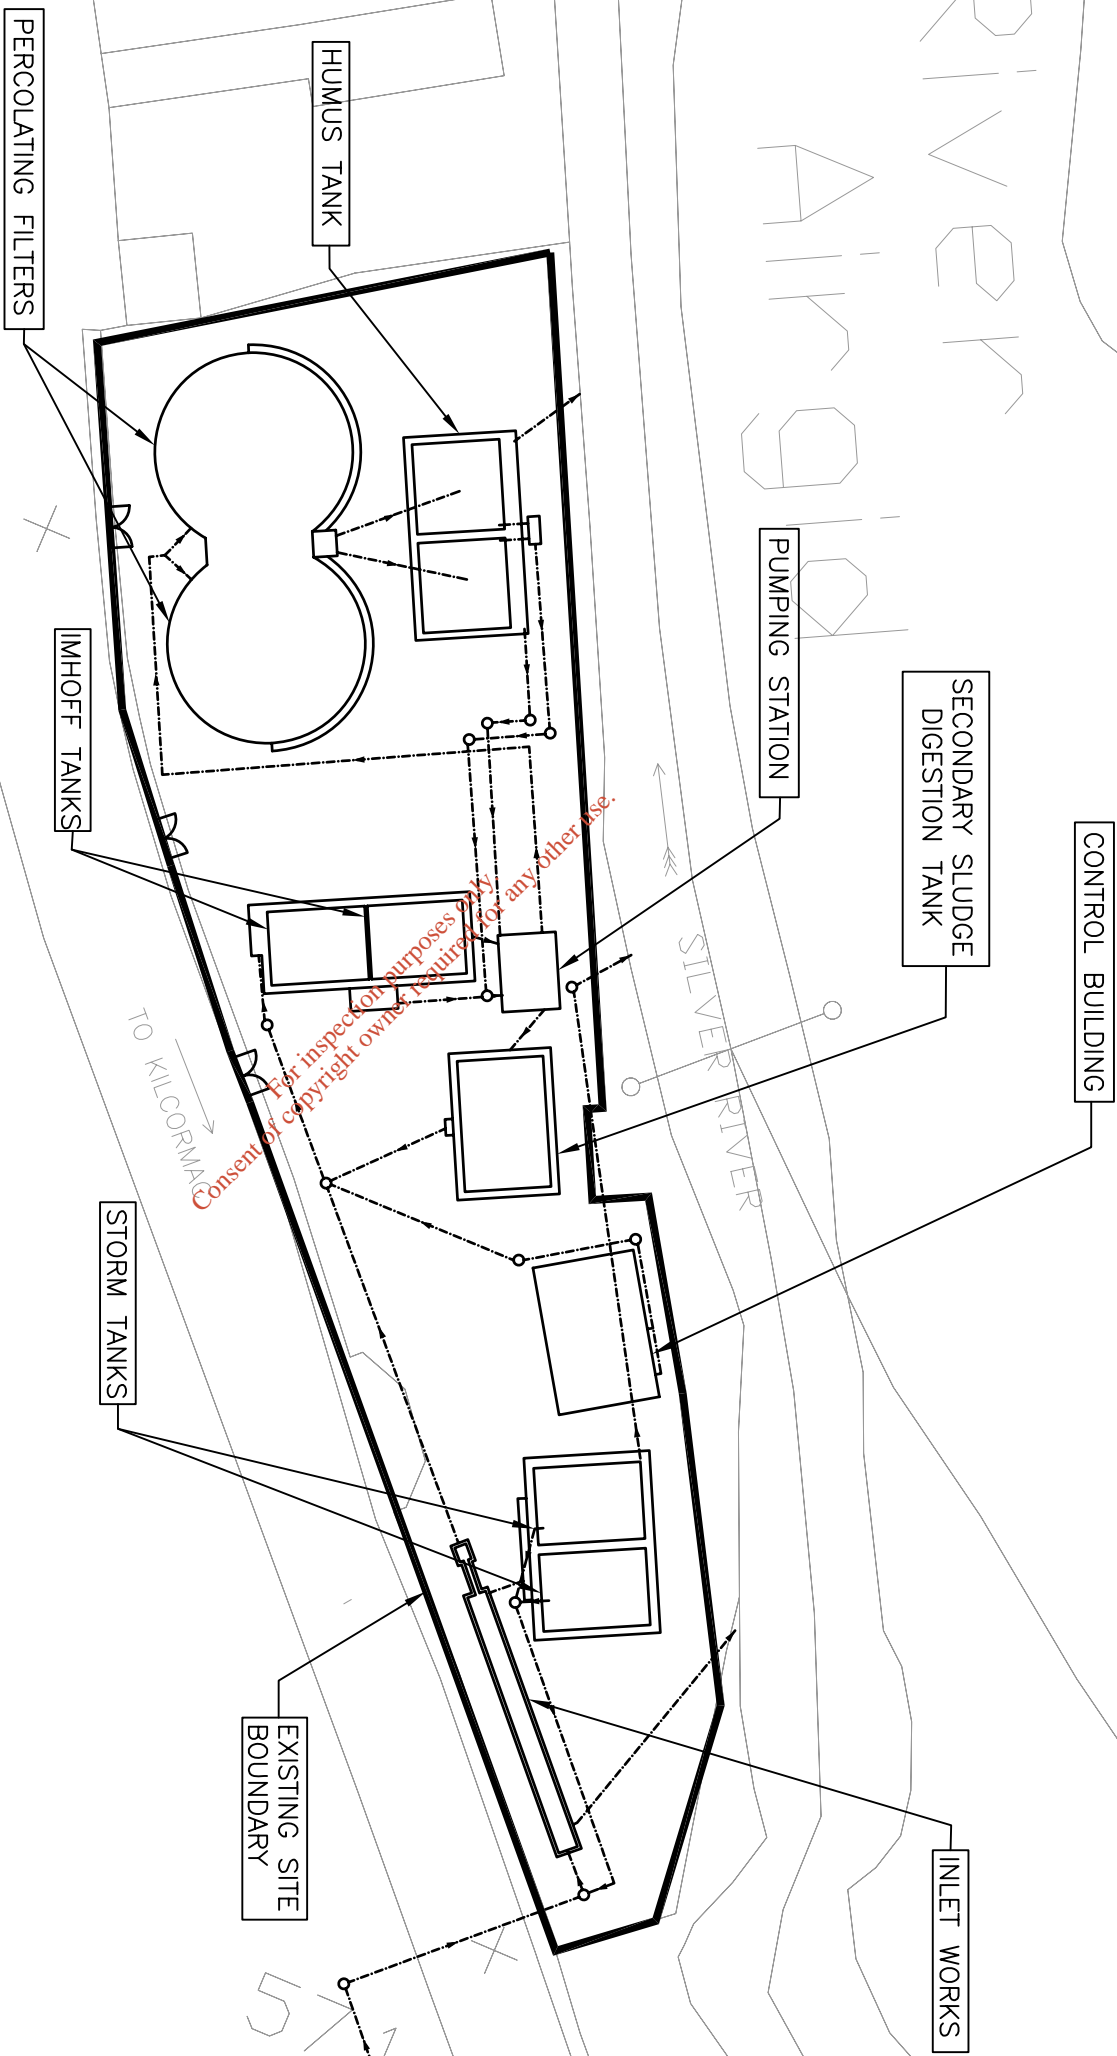 CONTROL BUILDING
INLET WORKS
SECONDARY SLUDGE
DIGESTION TANK
PUMPING STATION
SILVER RIVER
HUMUS TANK
EXISTING SITE
BOUNDARY
TO KILCORMAC
STORM TANKS
IMHOFF TANKS
PERCOLATING FILTERS
For inspection purposes only.
Consent of copyright owner required for any other use.